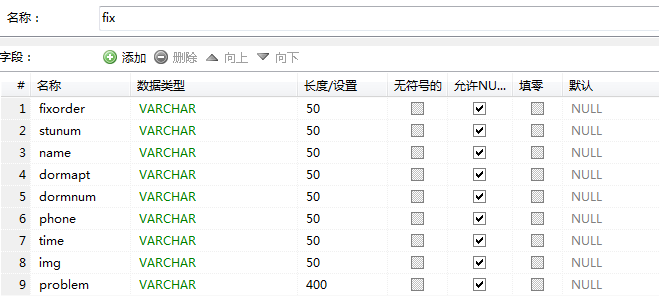 名称： fix
字段： 添加 删除 向上 向下
# 名称 数据类型 长度/设置 无符号的 允许NU... 填零 默认
1 fixorder VARCHAR 50 NULL
2 stunum VARCHAR 50 NULL
3 name VARCHAR 50 NULL
4 dormapt VARCHAR 50 NULL
5 dormnum VARCHAR 50 NULL
6 phone VARCHAR 50 NULL
7 time VARCHAR 50 NULL
8 img VARCHAR 50 NULL
9 problem VARCHAR 400 NULL